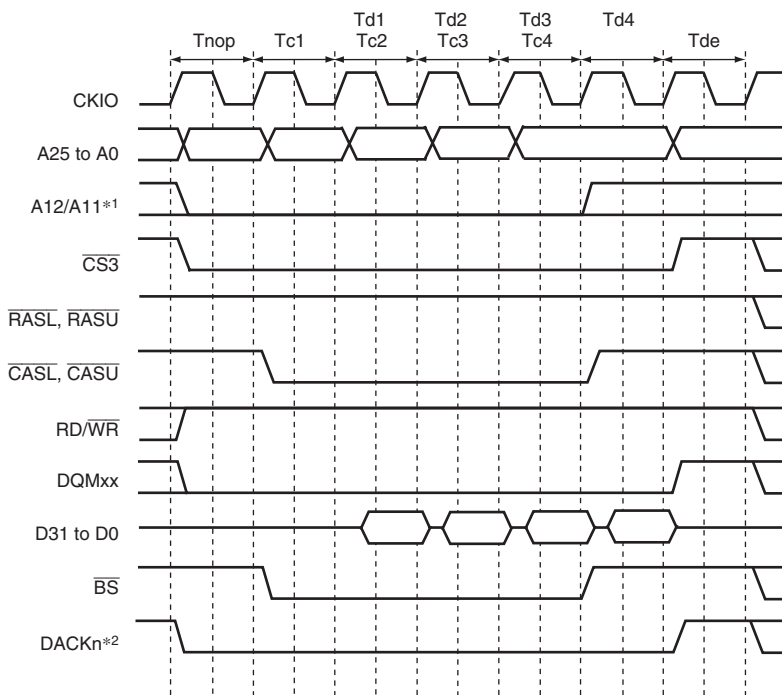 Td1 Td2 Td3 Td4
Tnop Tc1 Tc2 Tc3 Tc4 Tde
CKIO
A25 to A0
A12/A11*1
CS3
RASL, RASU
CASL, CASU
RD/WR
DQMxx
D31 to D0
BS
DACKn*2